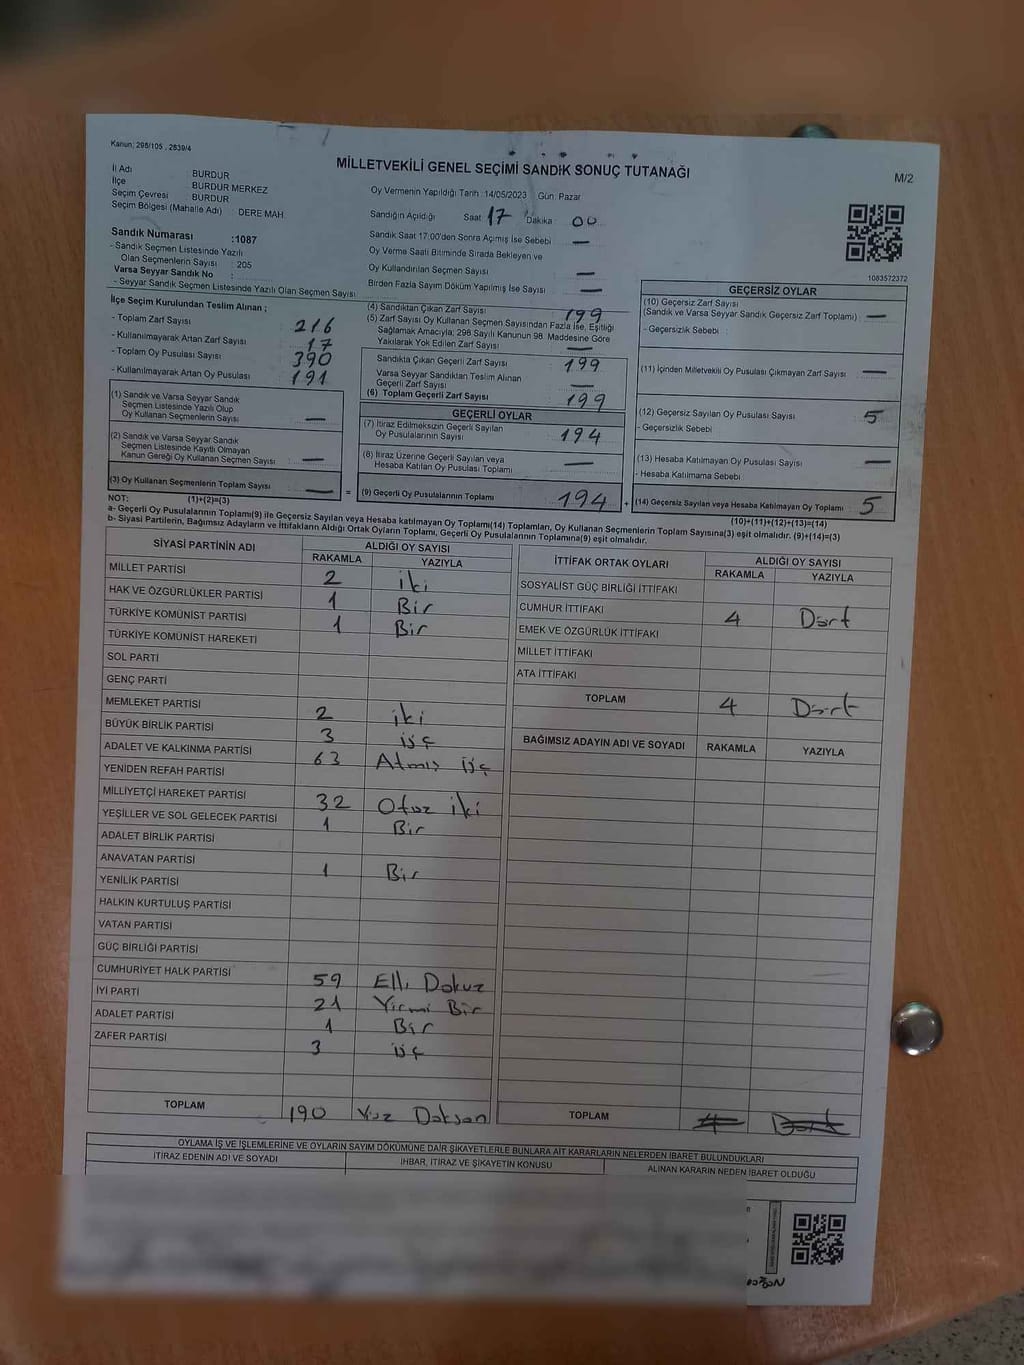 Kanun; 298/105 , 2839/4
MİLLETVEKİLİ GENEL SEÇİMİ SANDIK SONUÇ TUTANAĞI
M/2
İl Adı BURDUR
İlçe BURDUR MERKEZ
Seçim Çevresi BURDUR
Seçim Bölgesi (Mahalle Adı) : DERE MAH
Oy Vermenin Yapıldığı Tarih :14/05/2023 Gün: Pazar
Sandığın Açıldığı Saat 17 Dakika : 00
Sandık Saat 17:00'den Sonra Açılmış İse Sebebi —
Oy Verme Saati Bitiminde Sırada Bekleyen ve
Oy Kullandırılan Seçmen Sayısı —
Birden Fazla Sayım Döküm Yapılmış İse Sayısı —
Sandık Numarası :1087
- Sandık Seçmen Listesinde Yazılı
Olan Seçmenlerin Sayısı : 205
Varsa Seyyar Sandık No :
- Seyyar Sandık Seçmen Listesinde Yazılı Olan Seçmen Sayısı
1083572372
İlçe Seçim Kurulundan Teslim Alınan ;
- Toplam Zarf Sayısı 216
- Kullanılmayarak Artan Zarf Sayısı 17
- Toplam Oy Pusulası Sayısı 390
- Kullanılmayarak Artan Oy Pusulası 191
(1) Sandık ve Varsa Seyyar Sandık
Seçmen Listesinde Yazılı Olup
Oy Kullanan Seçmenlerin Sayısı —
(2) Sandık ve Varsa Seyyar Sandık
Seçmen Listesinde Kayıtlı Olmayan
Kanun Gereği Oy Kullanan Seçmen Sayısı —
(3) Oy Kullanan Seçmenlerin Toplam Sayısı —
(1)+(2)=(3)
(4) Sandıktan Çıkan Zarf Sayısı 199
(5) Zarf Sayısı Oy Kullanan Seçmen Sayısından Fazla İse, Eşitliği
Sağlamak Amacıyla; 298 Sayılı Kanunun 98. Maddesine Göre
Yakılarak Yok Edilen Zarf Sayısı —
Sandıkta Çıkan Geçerli Zarf Sayısı : 199
Varsa Seyyar Sandıktan Teslim Alınan
Geçerli Zarf Sayısı —
(6) Toplam Geçerli Zarf Sayısı : 199
GEÇERLİ OYLAR
(7) İtiraz Edilmeksizin Geçerli Sayılan
Oy Pusulalarının Sayısı : 194
(8) İtiraz Üzerine Geçerli Sayılan veya
Hesaba Katılan Oy Pusulası Toplamı —
= (9) Geçerli Oy Pusulalarının Toplamı : 194 +
GEÇERSİZ OYLAR
(10) Geçersiz Zarf Sayısı
(Sandık ve Varsa Seyyar Sandık Geçersiz Zarf Toplamı) : —
- Geçersizlik Sebebi :
(11) İçinden Milletvekili Oy Pusulası Çıkmayan Zarf Sayısı : —
(12) Geçersiz Sayılan Oy Pusulası Sayısı : 5
- Geçersizlik Sebebi
(13) Hesaba Katılmayan Oy Pusulası Sayısı : —
- Hesaba Katılmama Sebebi
(14) Geçersiz Sayılan veya Hesaba Katılmayan Oy Toplamı : 5
(10)+(11)+(12)+(13)=(14)
NOT:
a- Geçerli Oy Pusulalarının Toplamı(9) ile Geçersiz Sayılan veya Hesaba katılmayan Oy Toplamı(14) Toplamları, Oy Kullanan Seçmenlerin Toplam Sayısına(3) eşit olmalıdır. (9)+(14)=(3)
b- Siyasi Partilerin, Bağımsız Adayların ve İttifakların Aldığı Ortak Oyların Toplamı, Geçerli Oy Pusulalarının Toplamına(9) eşit olmalıdır.
SİYASİ PARTİNİN ADI ALDIĞI OY SAYISI
RAKAMLA YAZIYLA
MİLLET PARTİSİ 2 iki
HAK VE ÖZGÜRLÜKLER PARTİSİ 1 Bir
TÜRKİYE KOMÜNİST PARTİSİ 1 Bir
TÜRKİYE KOMÜNİST HAREKETİ
SOL PARTİ
GENÇ PARTİ
MEMLEKET PARTİSİ 2 iki
BÜYÜK BİRLİK PARTİSİ 3 üç
ADALET VE KALKINMA PARTİSİ 63 Atmış üç
YENİDEN REFAH PARTİSİ
MİLLİYETÇİ HAREKET PARTİSİ 32 Otuz iki
YEŞİLLER VE SOL GELECEK PARTİSİ 1 Bir
ADALET BİRLİK PARTİSİ
ANAVATAN PARTİSİ 1 Bir
YENİLİK PARTİSİ
HALKIN KURTULUŞ PARTİSİ
VATAN PARTİSİ
GÜÇ BİRLİĞİ PARTİSİ
CUMHURİYET HALK PARTİSİ 59 Elli Dokuz
İYİ PARTİ 21 Yirmi Bir
ADALET PARTİSİ 1 Bir
ZAFER PARTİSİ 3 üç
TOPLAM 190 Yüz Doksan
İTTİFAK ORTAK OYLARI ALDIĞI OY SAYISI
RAKAMLA YAZIYLA
SOSYALİST GÜÇ BİRLİĞİ İTTİFAKI
CUMHUR İTTİFAKI 4 Dört
EMEK VE ÖZGÜRLÜK İTTİFAKI
MİLLET İTTİFAKI
ATA İTTİFAKI
TOPLAM 4 Dört
BAĞIMSIZ ADAYIN ADI VE SOYADI RAKAMLA YAZIYLA
TOPLAM 4 Dört
OYLAMA İŞ VE İŞLEMLERİNE VE OYLARIN SAYIM DÖKÜMÜNE DAİR ŞİKAYETLERLE BUNLARA AİT KARARLARIN NELERDEN İBARET BULUNDUKLARI
İTİRAZ EDENİN ADI VE SOYADI İHBAR, İTİRAZ VE ŞİKAYETİN KONUSU ALINAN KARARIN NEDEN İBARET OLDUĞU